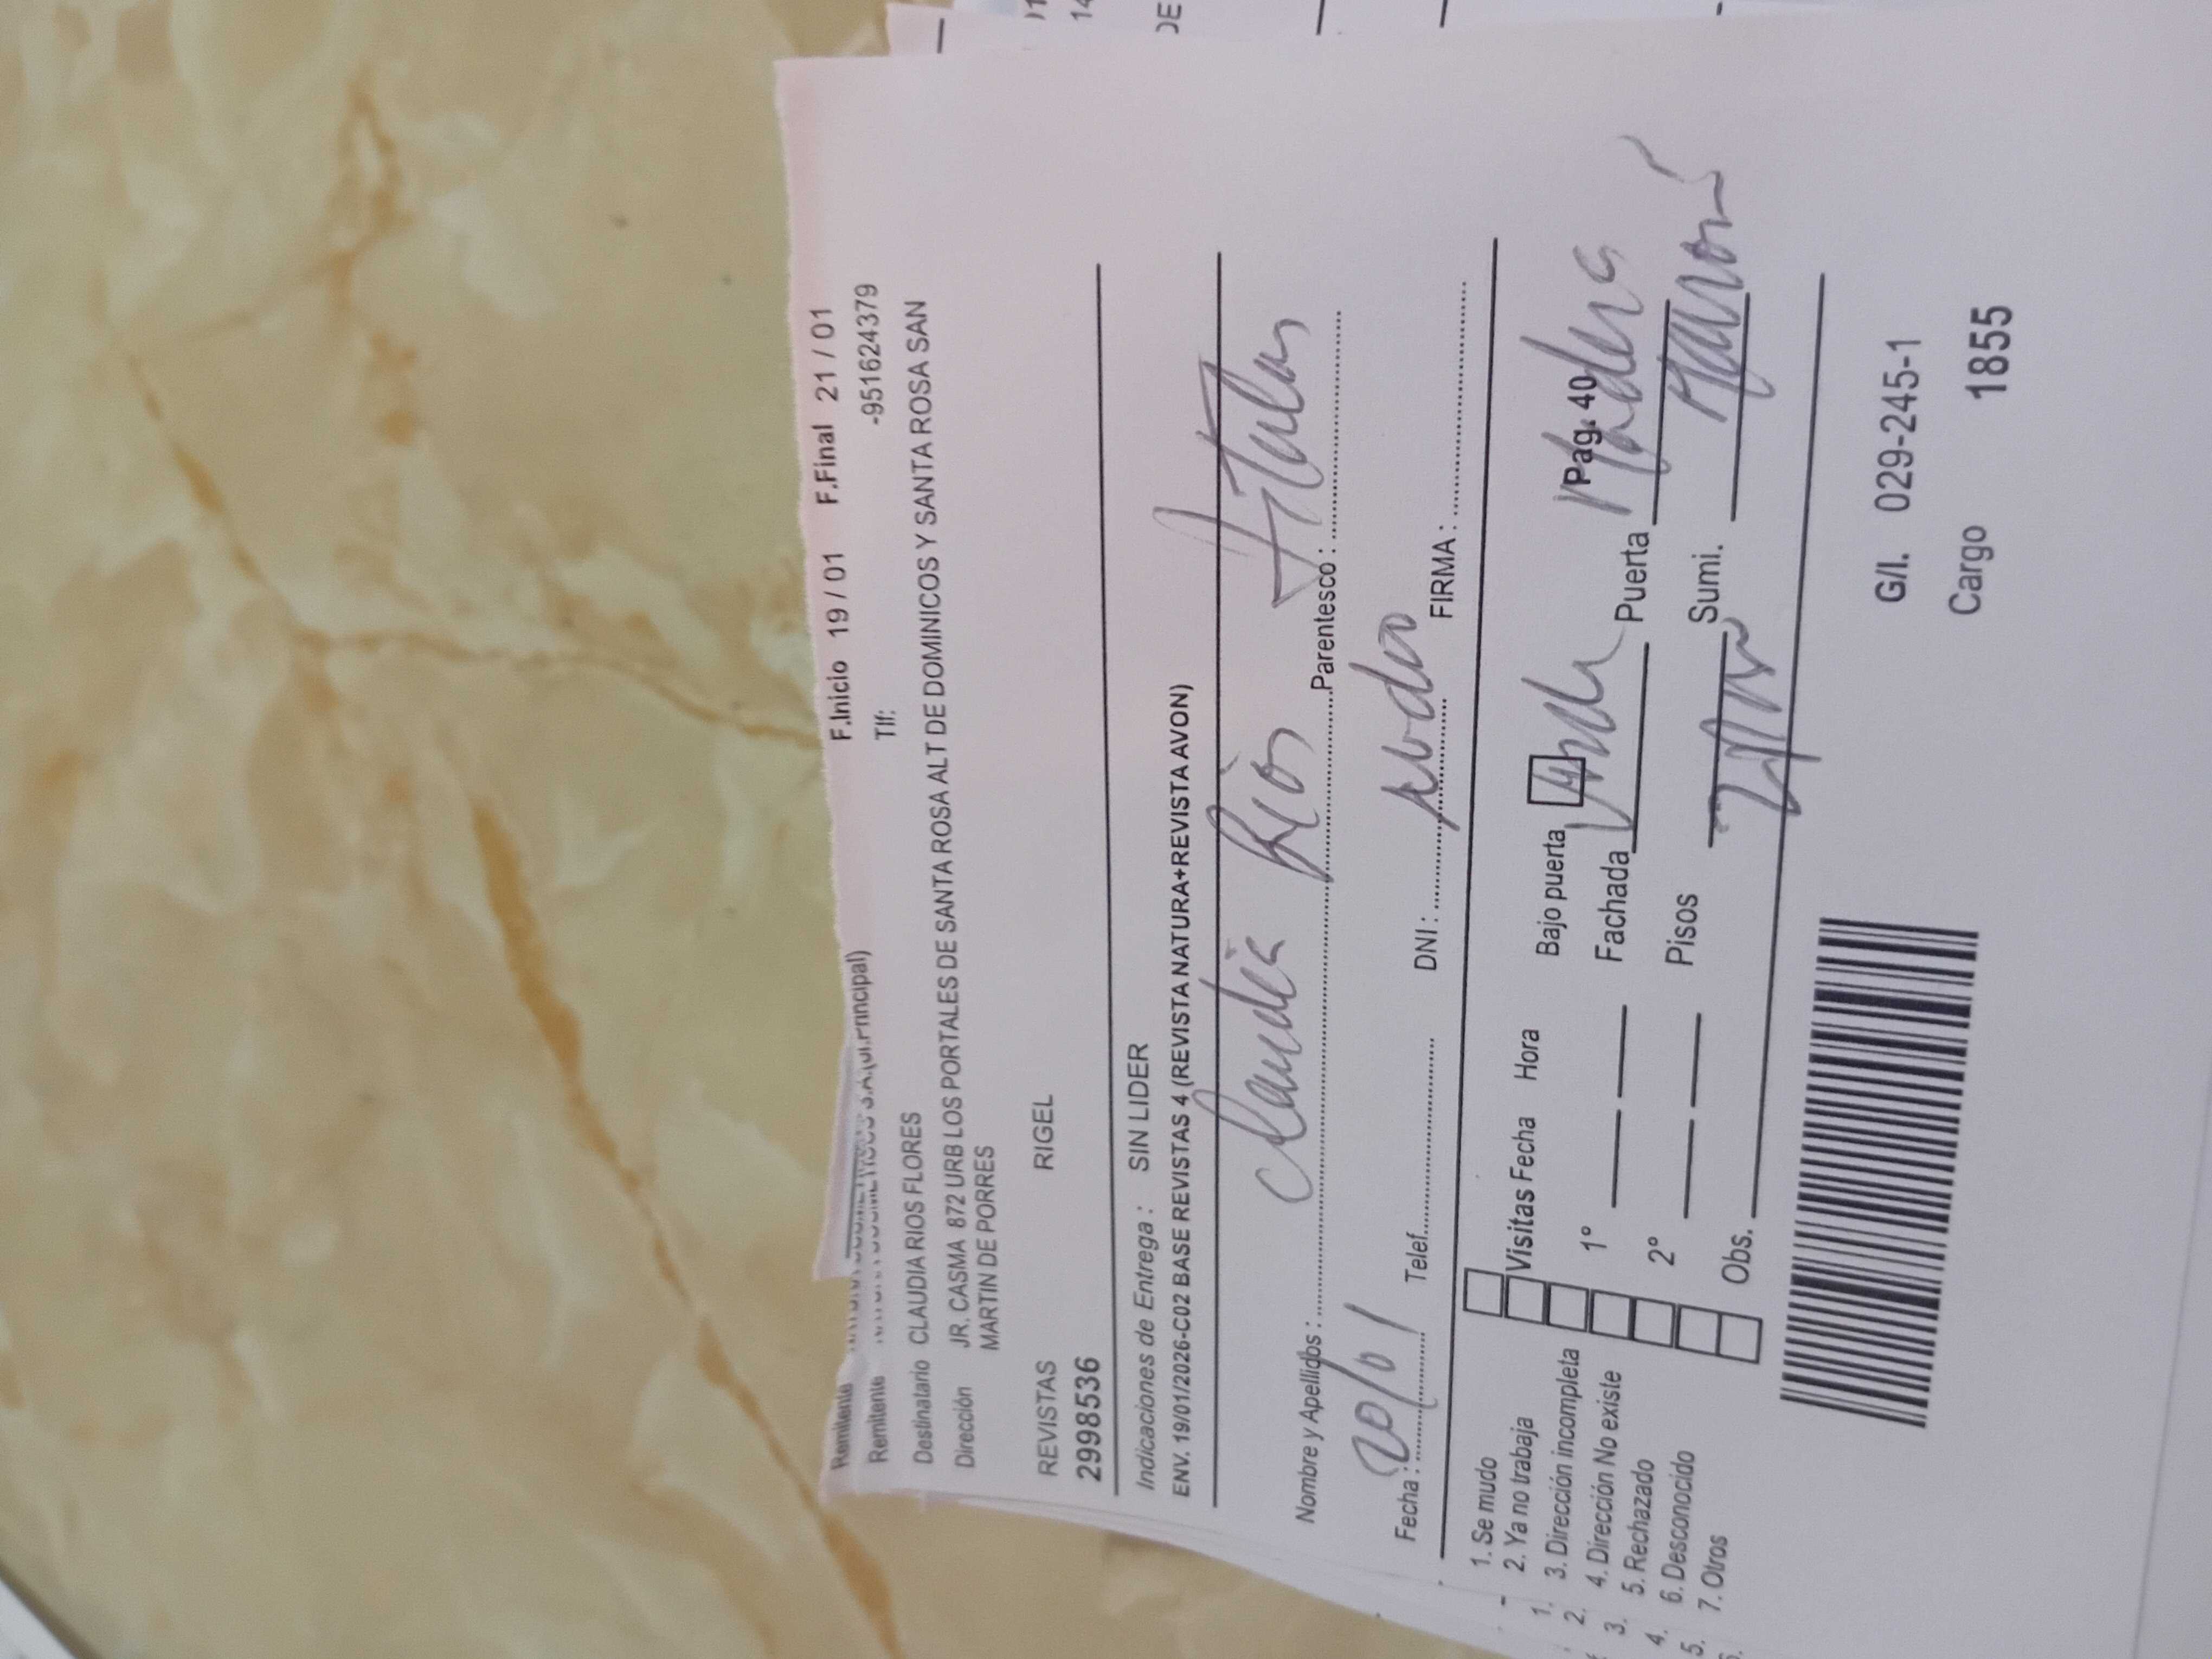 F.Inicio 19 / 01 F.Final 21 / 01
Remitente
Remitente Principal) Tlf: -951624379
Destinatario CLAUDIA RIOS FLORES
Dirección JR. CASMA 872 URB LOS PORTALES DE SANTA ROSA ALT DE DOMINICOS Y SANTA ROSA SAN
MARTIN DE PORRES
REVISTAS RIGEL
2998536
Indicaciones de Entrega : SIN LIDER
ENV. 19/01/2026-C02 BASE REVISTAS 4 (REVISTA NATURA+REVISTA AVON)
Nombre y Apellidos : Claudia Rios Parentesco : titular
Fecha : 20/01 Telef. DNI : FIRMA :
1. Se mudo
2. Ya no trabaja
3. Dirección incompleta
4. Dirección No existe
5. Rechazado
6. Desconocido
7. Otros
Visitas Fecha Hora
1º
2º
Obs.
Bajo puerta Pag. 40
Fachada Puerta
Pisos Sumi.
G/I. 029-245-1
Cargo 1855